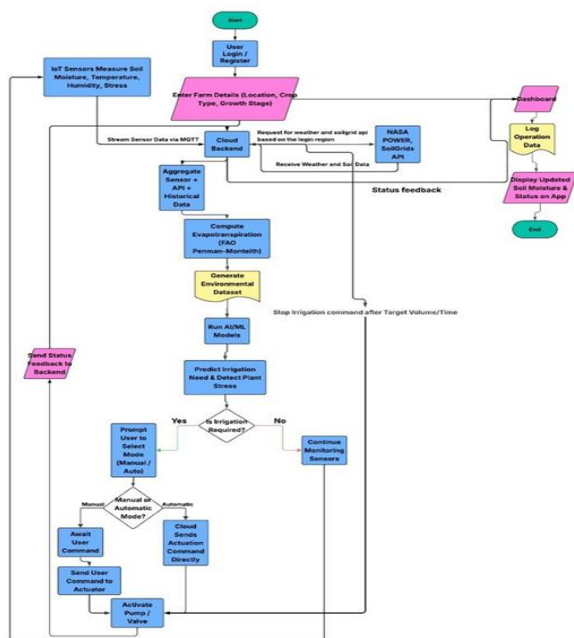 Start
User
Login /
Register
IoT Sensors Measure Soil
Moisture, Temperature,
Humidity, Stress
Enter Farm Details (Location, Crop
Type, Growth Stage)
Dashboard
Stream Sensor Data via MQTT
Cloud
Backend
Request for weather and soilgrid api
based on the login region
NASA
POWER,
SoilGrids
API
Log
Operation
Data
Receive Weather and Soil Data
Status feedback
Aggregate
Sensor +
API +
Historical
Data
Display Updated
Soil Moisture &
Status on App
End
Compute
Evapotranspiration
(FAO
Penman-Monteith)
Generate
Environmental
Dataset
Stop Irrigation command after Target Volume/Time
Run AI/ML
Models
Send Status
Feedback to
Backend
Predict Irrigation
Need & Detect Plant
Stress
Yes
Is Irrigation
Required?
No
Prompt
User to
Select
Mode
(Manual /
Auto)
Continue
Monitoring
Sensors
Manual
Manual or
Automatic
Mode?
Automatic
Await
User
Command
Cloud
Sends
Actuation
Command
Directly
Send User
Command to
Actuator
Activate
Pump /
Valve